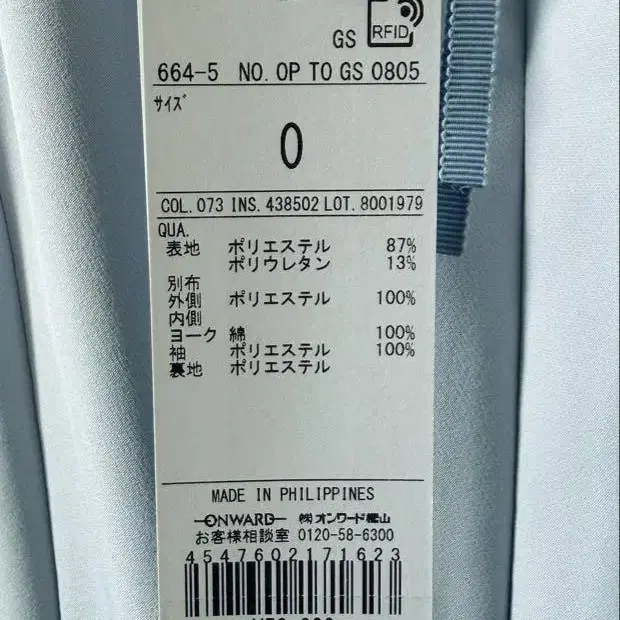 GS RFID
664-5 NO. OP TO GS 0805
サイズ
0
COL. 073 INS. 438502 LOT. 8001979
QUA.
表地 ポリエステル 87%
ポリウレタン 13%
別布
外側 ポリエステル 100%
内側
ヨーク 綿 100%
袖 ポリエステル 100%
裏地 ポリエステル
MADE IN PHILIPPINES
ONWARD ㈱オンワード樫山
お客様相談室 0120-58-6300
4547602171623